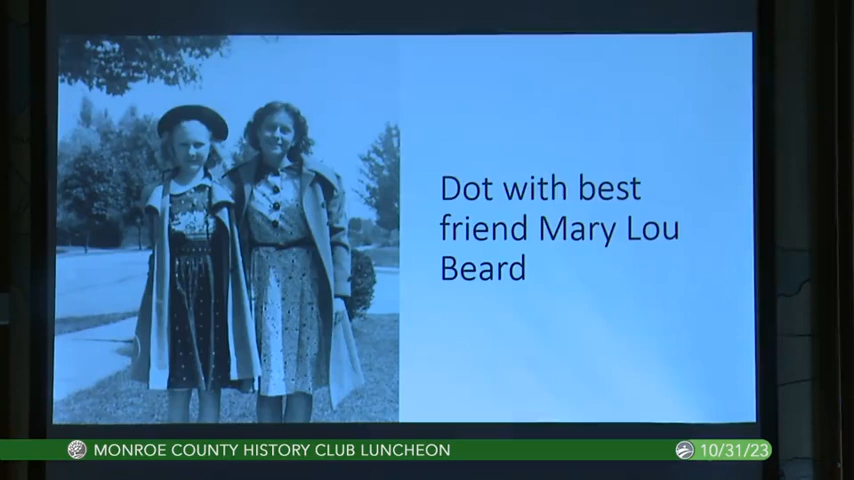 Dot with best
friend Mary Lou
Beard
MONROE COUNTY HISTORY CLUB LUNCHEON
10/31/23